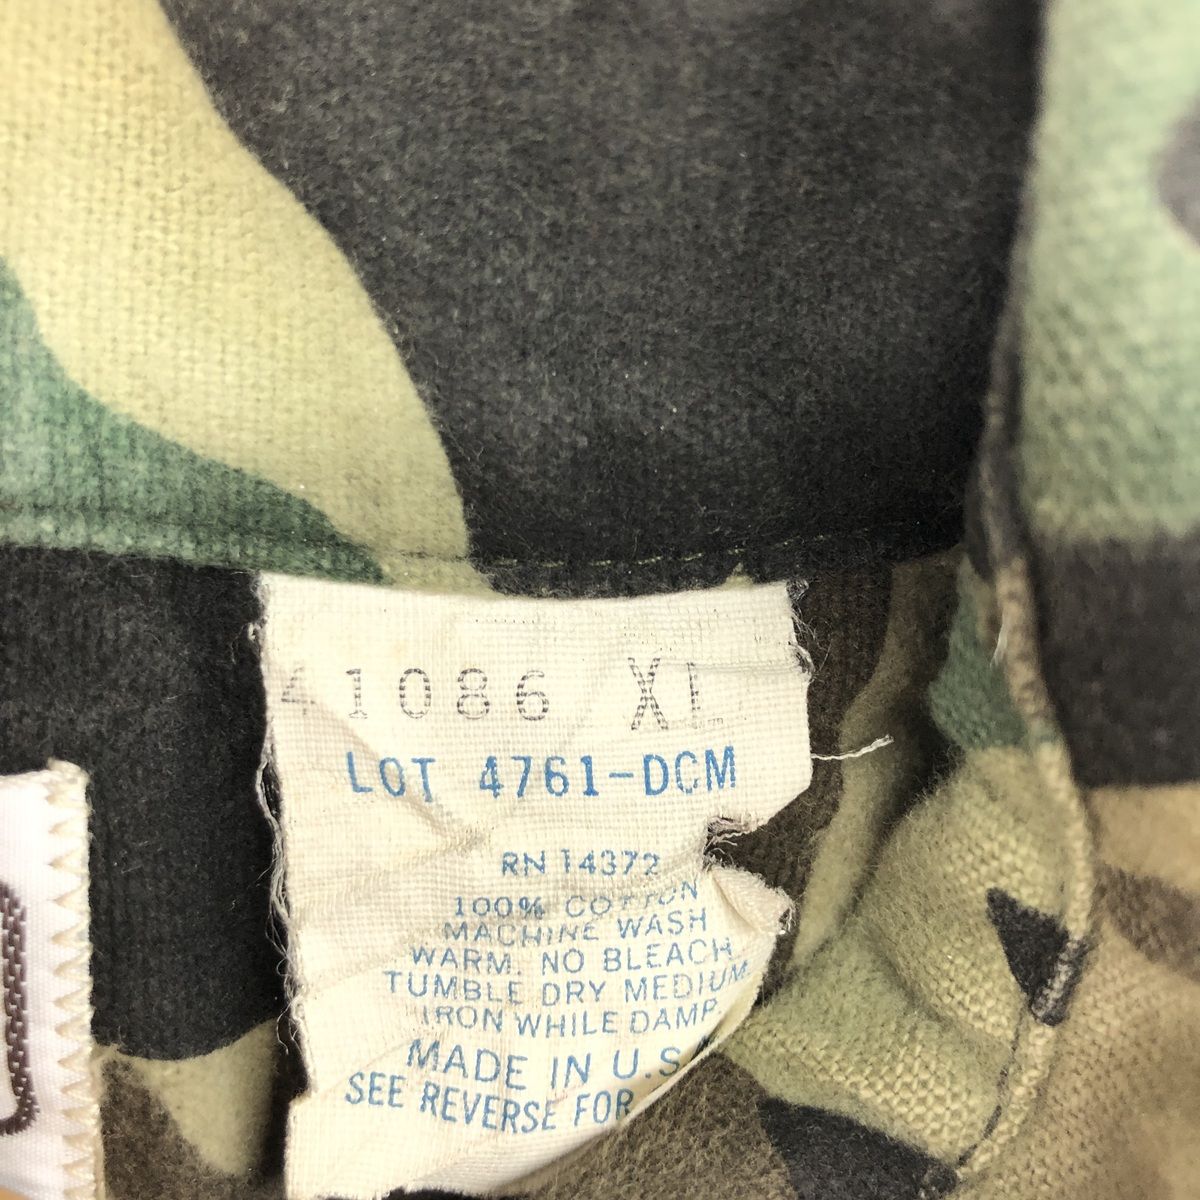 41086 XL
LOT 4761-DCM
RN 14372
100% COTTON
MACHINE WASH
WARM. NO BLEACH
TUMBLE DRY MEDIUM.
IRON WHILE DAMP.
MADE IN U.S.A
SEE REVERSE FOR